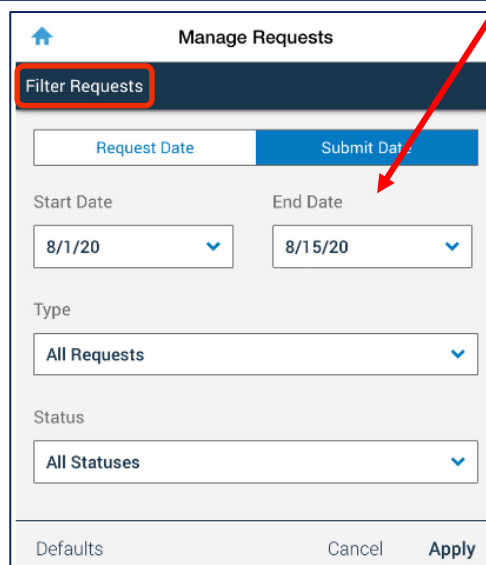 Manage Requests
Filter Requests
Request Date Submit Date
Start Date End Date
8/1/20 8/15/20
Type
All Requests
Status
All Statuses
Defaults Cancel Apply